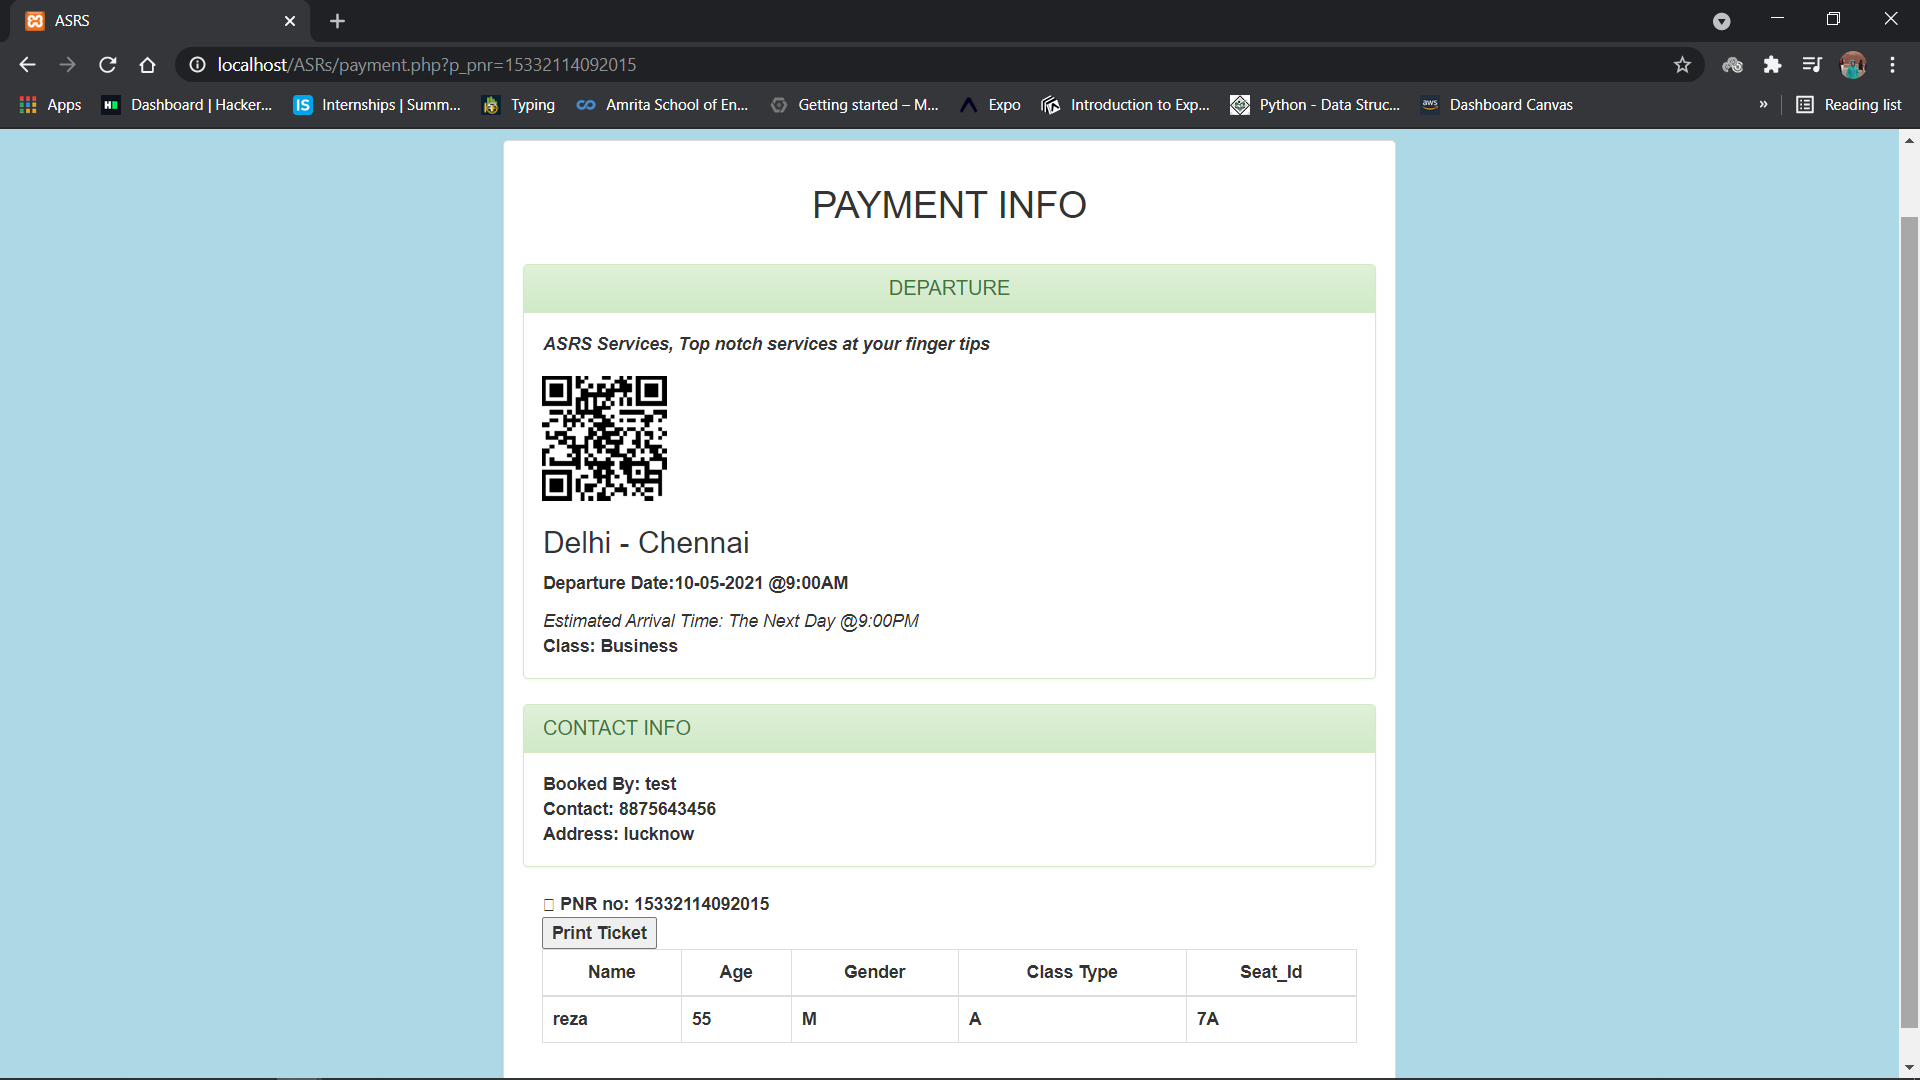 ASRS
localhost/ASRs/payment.php?p_pnr=15332114092015
Apps
Dashboard | Hacker...
Internships | Summ...
Typing
Amrita School of En...
Getting started – M...
Expo
Introduction to Exp...
Python - Data Struc...
aws
Dashboard Canvas
»
Reading list
PAYMENT INFO
DEPARTURE
ASRS Services, Top notch services at your finger tips
Delhi - Chennai
Departure Date:10-05-2021 @9:00AM
Estimated Arrival Time: The Next Day @9:00PM
Class: Business
CONTACT INFO
Booked By: test
Contact: 8875643456
Address: lucknow
PNR no: 15332114092015
Print Ticket
Name Age Gender Class Type Seat_Id
reza 55 M A 7A